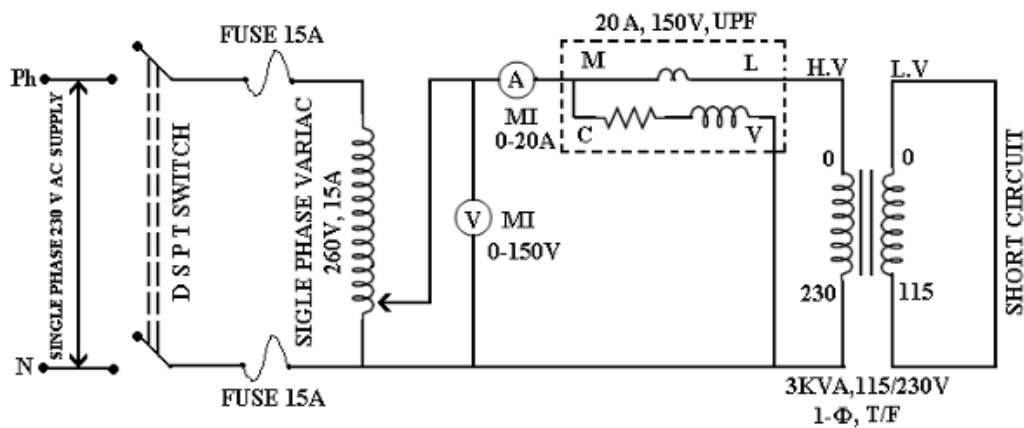 FUSE 15A
20 A, 150V, UPF
Ph
SINGLE PHASE 230 V AC SUPPLY
D S P T SWITCH
SIGLE PHASE VARIAC
260V, 15A
A
MI
0-20A
M
L
C
V
H.V
L.V
0
0
V
MI
0-150V
230
115
SHORT CIRCUIT
N
FUSE 15A
3KVA,115/230V
1-Φ, T/F